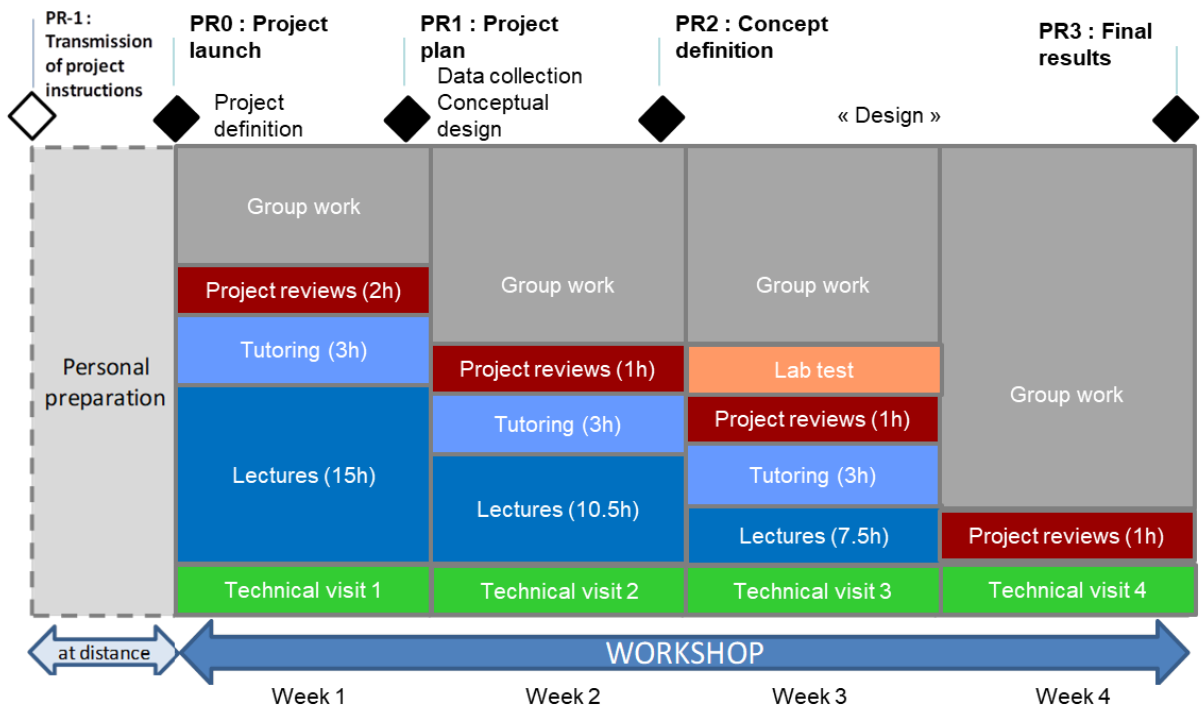 PR-1 :
Transmission
of project
instructions
PR0 : Project
launch
PR1 : Project
plan
PR2 : Concept
definition
PR3 : Final
results
Project
definition
Data collection
Conceptual
design
« Design »
Personal
preparation
Group work
Project reviews (2h)
Tutoring (3h)
Lectures (15h)
Technical visit 1
Group work
Project reviews (1h)
Tutoring (3h)
Lectures (10.5h)
Technical visit 2
Group work
Lab test
Project reviews (1h)
Tutoring (3h)
Lectures (7.5h)
Technical visit 3
Group work
Project reviews (1h)
Technical visit 4
at distance
WORKSHOP
Week 1
Week 2
Week 3
Week 4